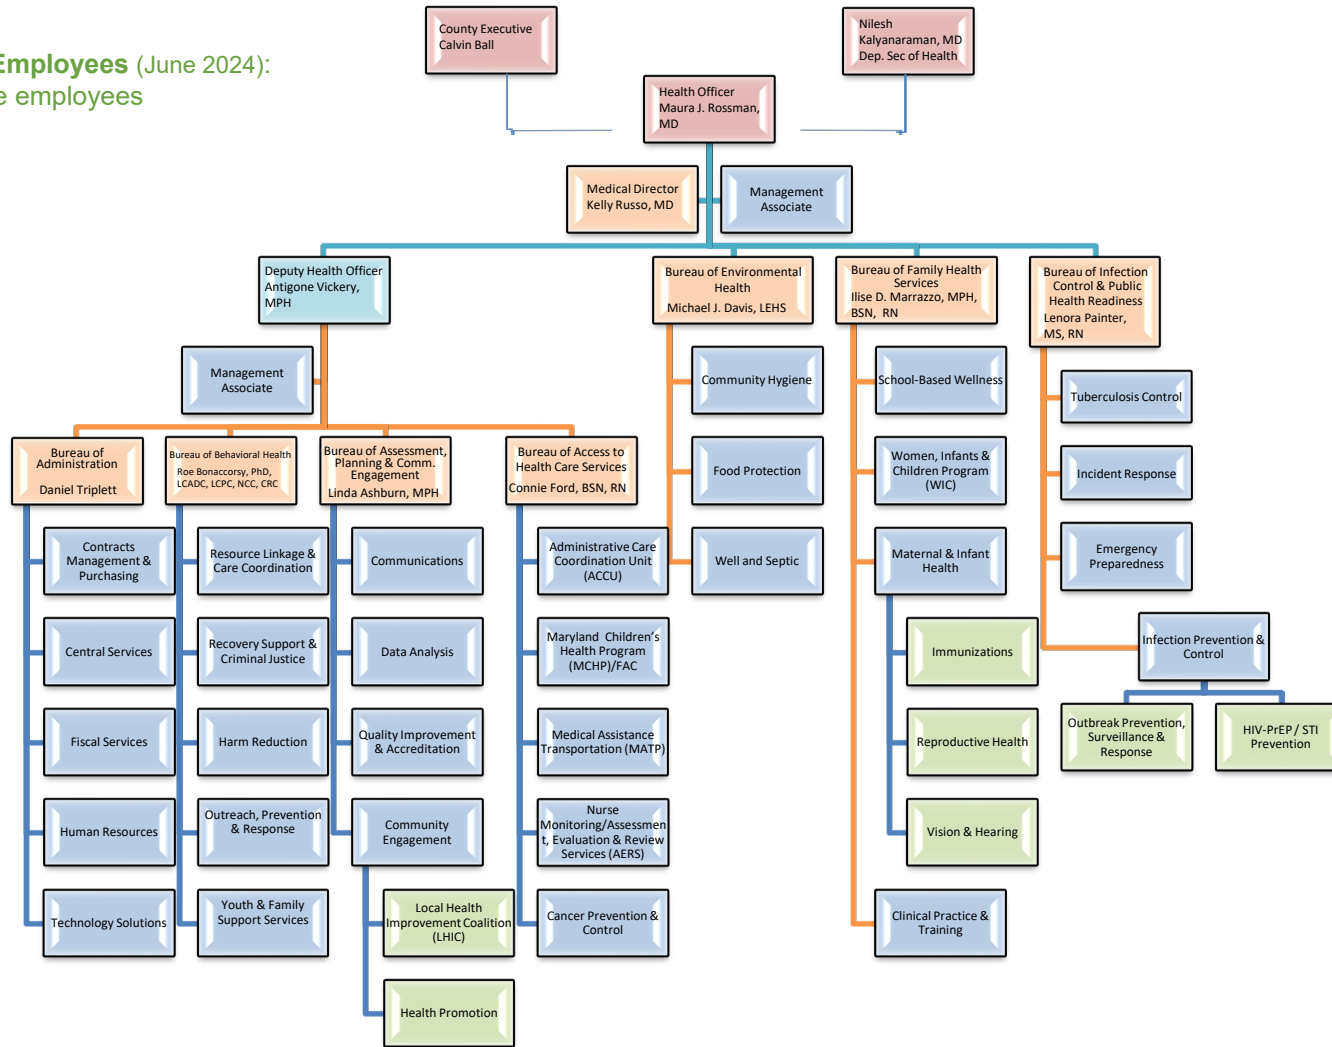 Employees (June 2024):
e employees
County Executive
Calvin Ball
Nilesh
Kalyanaraman, MD
Dep. Sec of Health
Health Officer
Maura J. Rossman,
MD
Medical Director
Kelly Russo, MD
Management
Associate
Deputy Health Officer
Antigone Vickery,
MPH
Bureau of Environmental
Health
Michael J. Davis, LEHS
Bureau of Family Health
Services
Ilise D. Marrazzo, MPH,
BSN, RN
Bureau of Infection
Control & Public
Health Readiness
Lenora Painter,
MS, RN
Management
Associate
Community Hygiene
School-Based Wellness
Tuberculosis Control
Bureau of
Administration
Daniel Triplett
Bureau of Behavioral Health
Roe Bonaccorsy, PhD,
LCADC, LCPC, NCC, CRC
Bureau of Assessment,
Planning & Comm.
Engagement
Linda Ashburn, MPH
Bureau of Access to
Health Care Services
Connie Ford, BSN, RN
Food Protection
Women, Infants &
Children Program
(WIC)
Incident Response
Contracts
Management &
Purchasing
Resource Linkage &
Care Coordination
Communications
Administrative Care
Coordination Unit
(ACCU)
Well and Septic
Maternal & Infant
Health
Emergency
Preparedness
Central Services
Recovery Support &
Criminal Justice
Data Analysis
Maryland Children's
Health Program
(MCHP)/FAC
Immunizations
Infection Prevention &
Control
Fiscal Services
Harm Reduction
Quality Improvement
& Accreditation
Medical Assistance
Transportation (MATP)
Reproductive Health
Outbreak Prevention,
Surveillance &
Response
HIV-PrEP / STI
Prevention
Human Resources
Outreach, Prevention
& Response
Community
Engagement
Nurse
Monitoring/Assessmen
t, Evaluation & Review
Services (AERS)
Vision & Hearing
Technology Solutions
Youth & Family
Support Services
Local Health
Improvement Coalition
(LHIC)
Cancer Prevention &
Control
Clinical Practice &
Training
Health Promotion